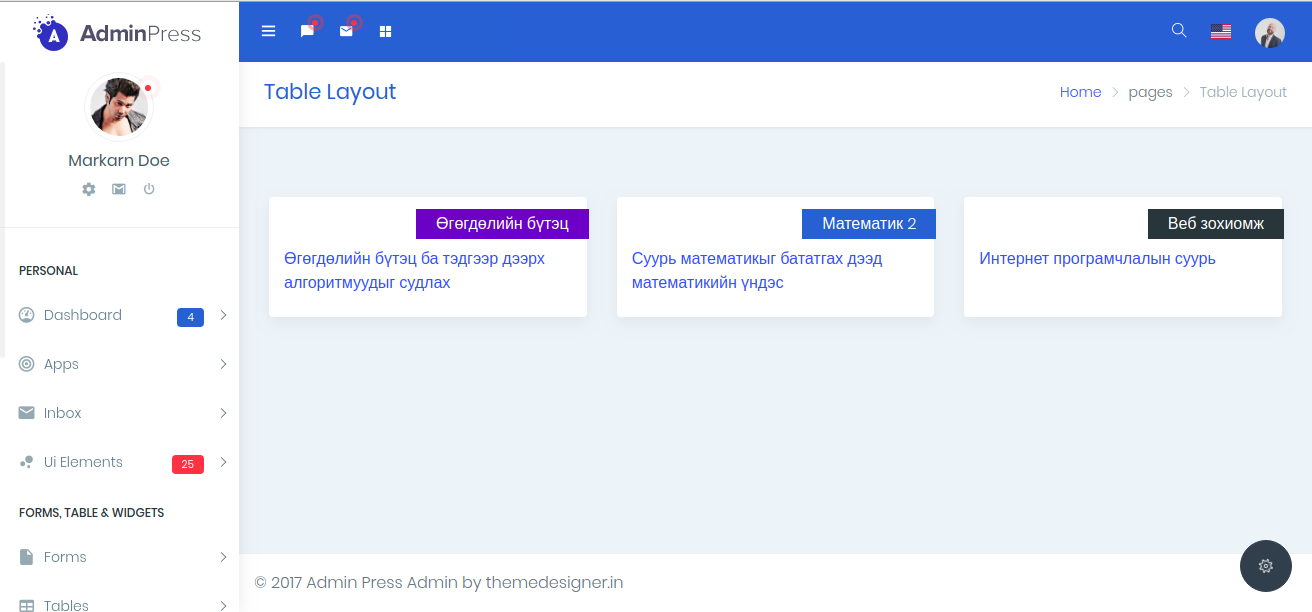 AdminPress
Markarn Doe
PERSONAL
Dashboard 4
Apps
Inbox
Ui Elements 25
FORMS, TABLE & WIDGETS
Forms
Tables
Table Layout
Home > pages > Table Layout
Өгөгдөлийн бүтэц
Өгөгдөлийн бүтэц ба тэдгээр дээрх
алгоритмуудыг судлах
Математик 2
Суурь математикыг бататгах дээд
математикийн үндэс
Веб зохиомж
Интернет програмчлалын суурь
© 2017 Admin Press Admin by themedesigner.in